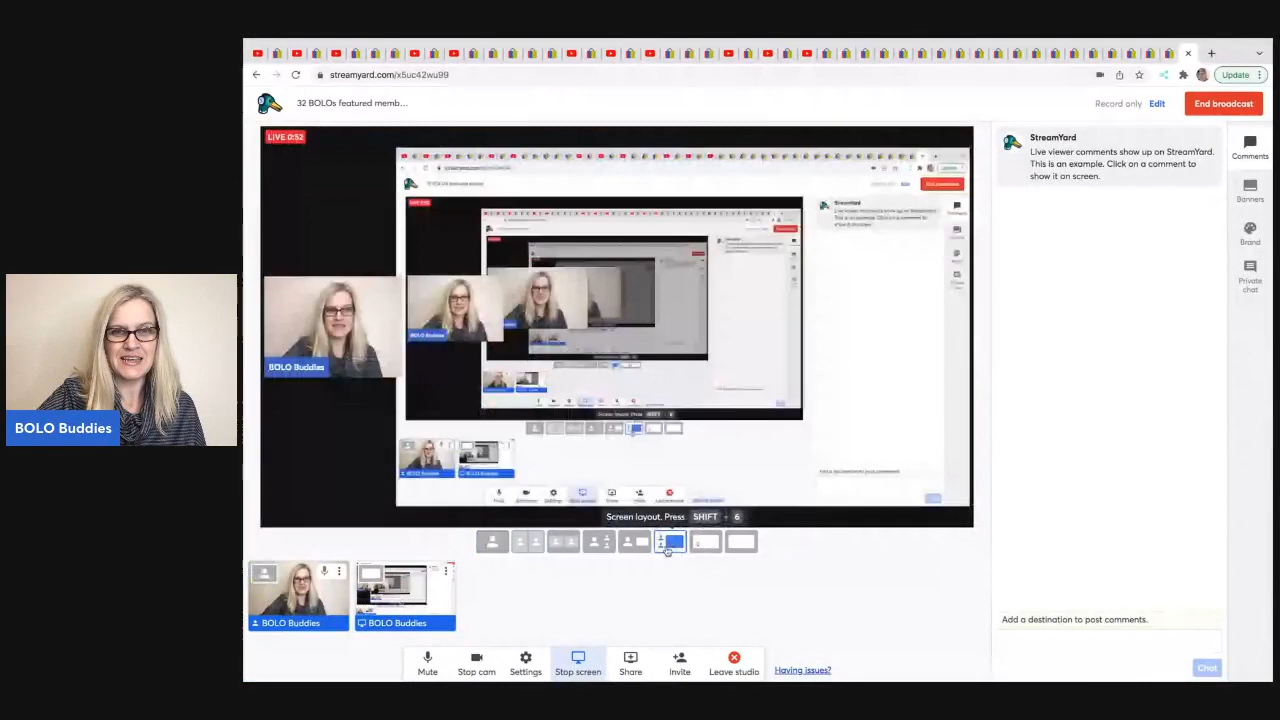 streamyard.com/x5uc42wu99
Update
32 BOLOs featured memb...
Record only
Edit
End broadcast
LIVE 0:52
StreamYard
Live viewer comments show up on StreamYard.
This is an example. Click on a comment to
show it on screen.
Comments
Banners
Brand
Private
chat
BOLO Buddies
BOLO Buddies
BOLO Buddies
Screen layout. Press SHIFT + 6
BOLO Buddies
BOLO Buddies
Add a destination to post comments.
Chat
Mute
Stop cam
Settings
Stop screen
Share
Invite
Leave studio
Having issues?